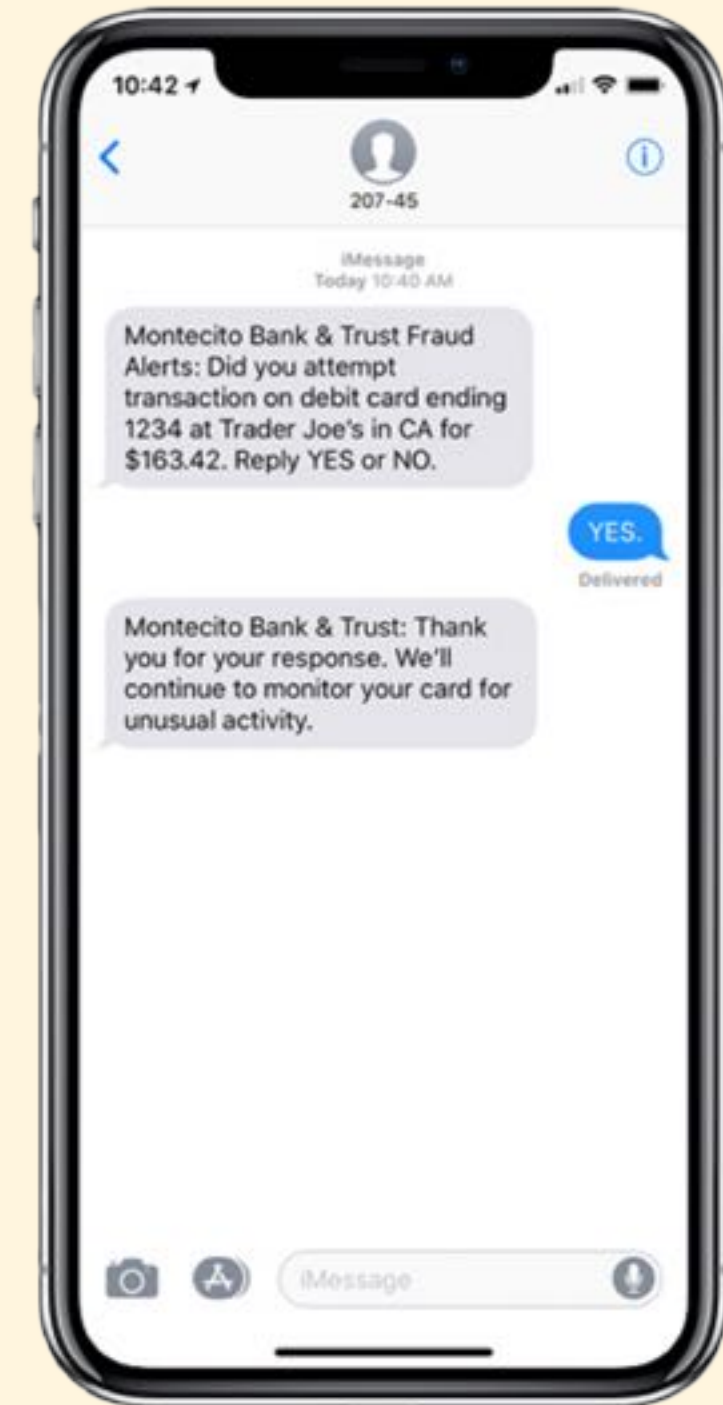 10:42
207-45
iMessage
Today 10:40 AM
Montecito Bank & Trust Fraud
Alerts: Did you attempt
transaction on debit card ending
1234 at Trader Joe's in CA for
$163.42. Reply YES or NO.
YES.
Delivered
Montecito Bank & Trust: Thank
you for your response. We'll
continue to monitor your card for
unusual activity.
iMessage